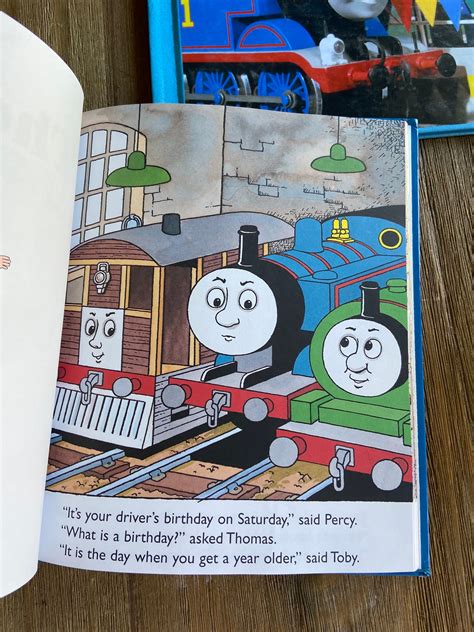 1
"It's your driver's birthday on Saturday," said Percy.
"What is a birthday?" asked Thomas.
"It is the day when you get a year older," said Toby.